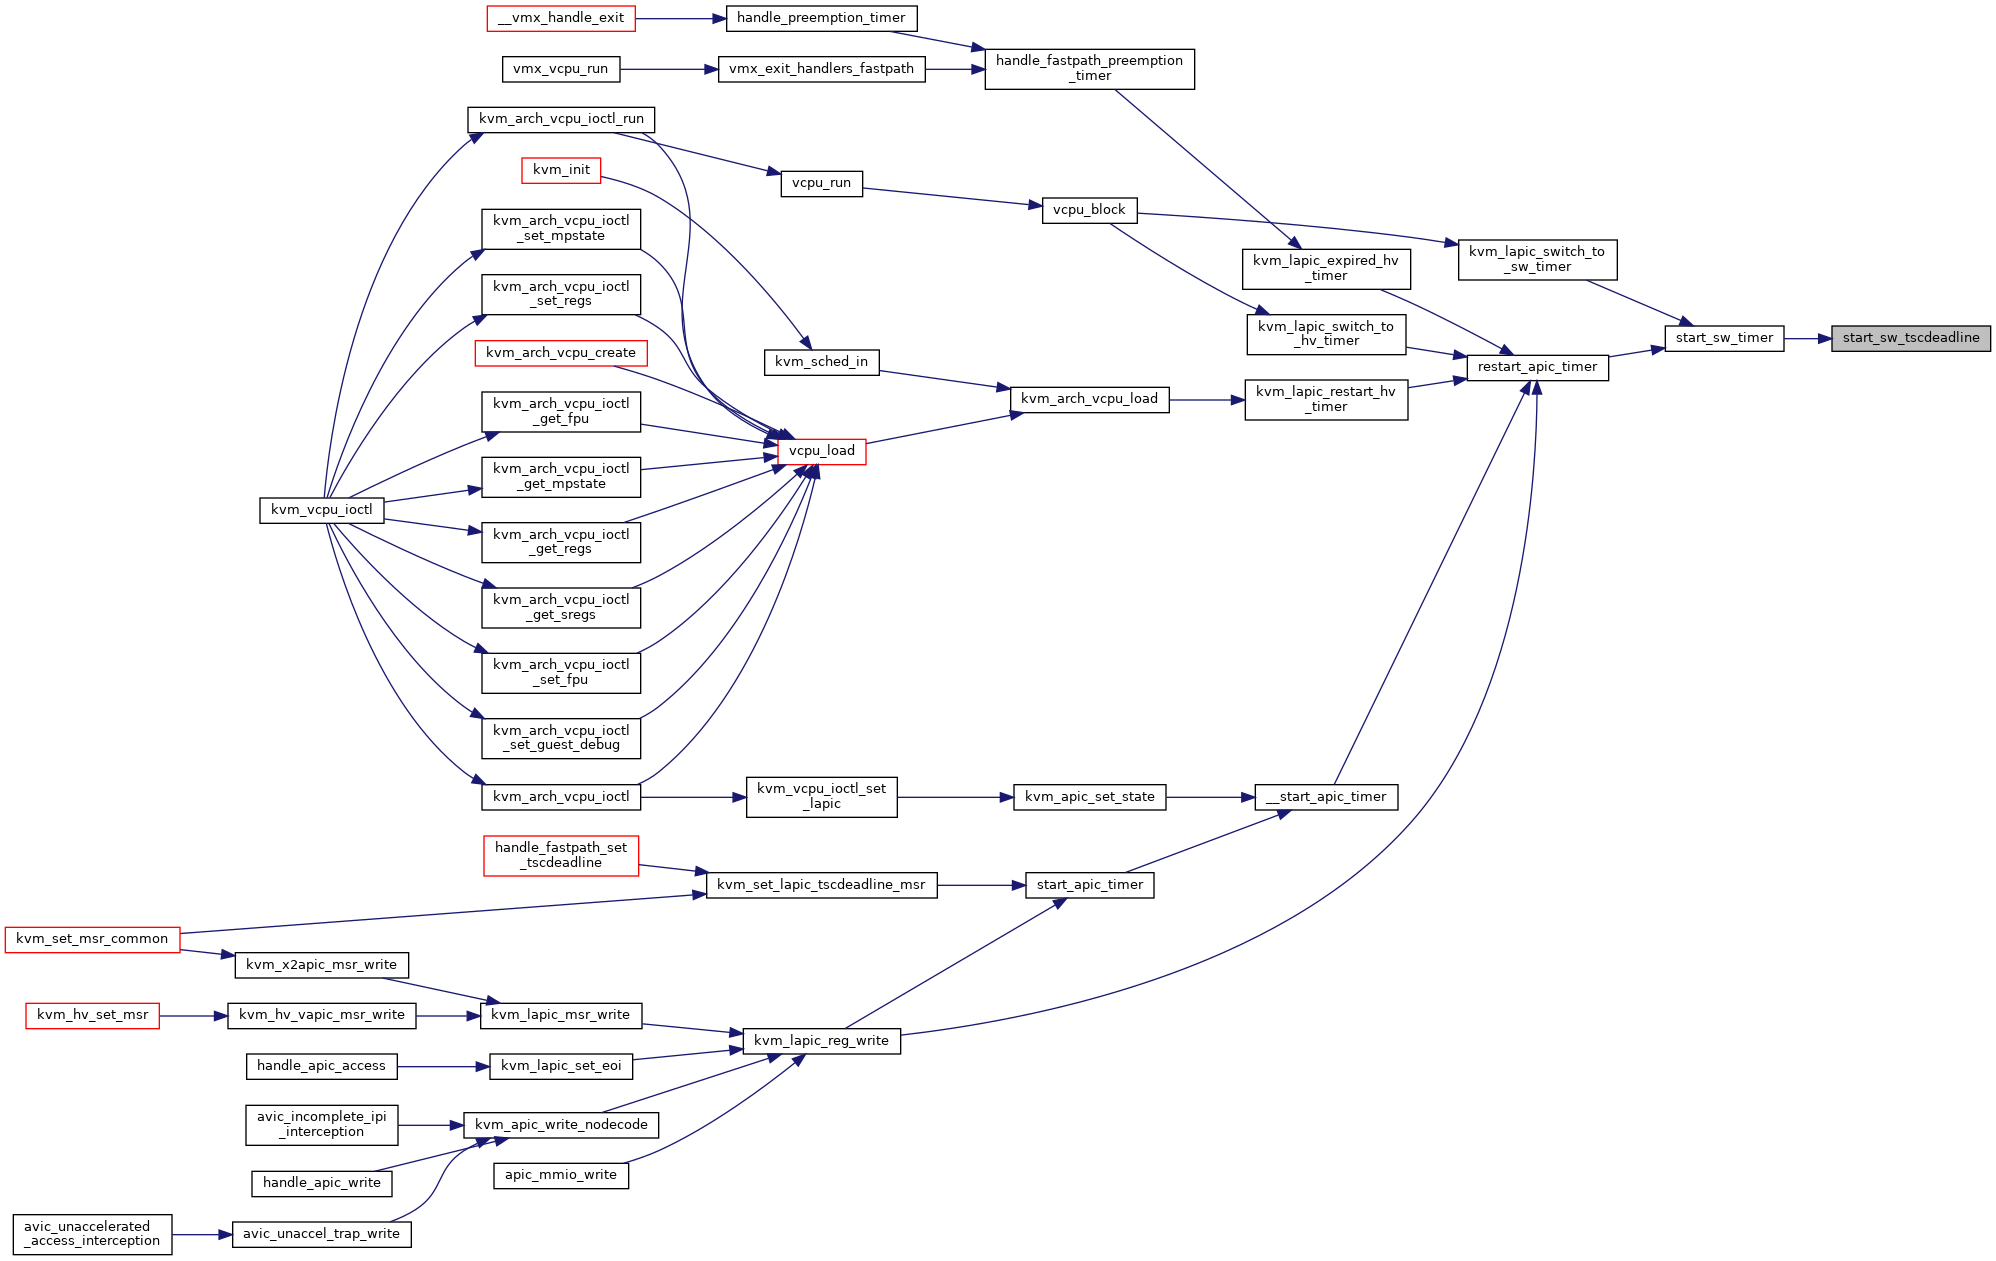 __vmx_handle_exit
handle_preemption_timer
handle_fastpath_preemption
_timer
vmx_vcpu_run
vmx_exit_handlers_fastpath
kvm_arch_vcpu_ioctl_run
kvm_init
vcpu_run
vcpu_block
kvm_arch_vcpu_ioctl
_set_mpstate
kvm_lapic_switch_to
_sw_timer
kvm_lapic_expired_hv
_timer
kvm_arch_vcpu_ioctl
_set_regs
kvm_lapic_switch_to
_hv_timer
start_sw_timer
start_sw_tscdeadline
kvm_arch_vcpu_create
kvm_sched_in
restart_apic_timer
kvm_arch_vcpu_load
kvm_lapic_restart_hv
_timer
kvm_arch_vcpu_ioctl
_get_fpu
vcpu_load
kvm_arch_vcpu_ioctl
_get_mpstate
kvm_vcpu_ioctl
kvm_arch_vcpu_ioctl
_get_regs
kvm_arch_vcpu_ioctl
_get_sregs
kvm_arch_vcpu_ioctl
_set_fpu
kvm_arch_vcpu_ioctl
_set_guest_debug
kvm_arch_vcpu_ioctl
kvm_vcpu_ioctl_set
_lapic
kvm_apic_set_state
__start_apic_timer
handle_fastpath_set
_tscdeadline
kvm_set_lapic_tscdeadline_msr
start_apic_timer
kvm_set_msr_common
kvm_x2apic_msr_write
kvm_hv_set_msr
kvm_hv_vapic_msr_write
kvm_lapic_msr_write
kvm_lapic_reg_write
handle_apic_access
kvm_lapic_set_eoi
avic_incomplete_ipi
_interception
kvm_apic_write_nodecode
handle_apic_write
apic_mmio_write
avic_unaccelerated
_access_interception
avic_unaccel_trap_write